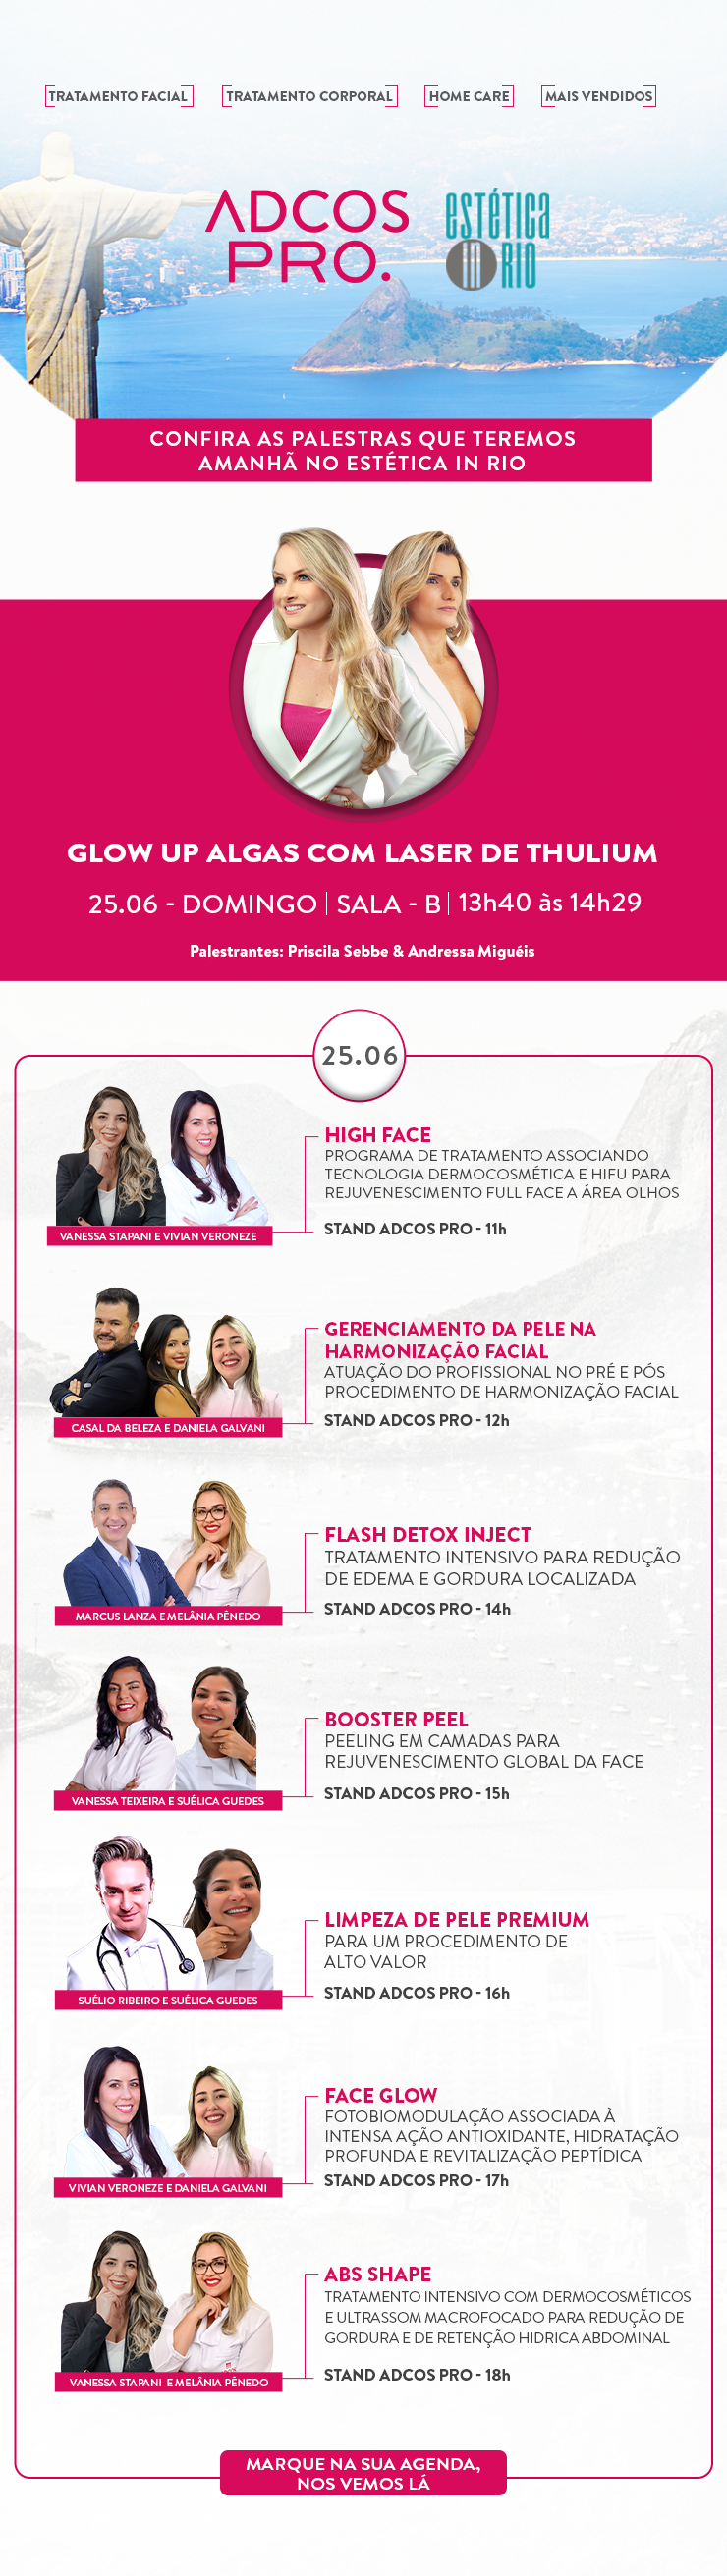 TRATAMENTO FACIAL
TRATAMENTO CORPORAL
HOME CARE
MAIS VENDIDOS
ADCOS
PRO.
estética
IN RIO
CONFIRA AS PALESTRAS QUE TEREMOS
AMANHÃ NO ESTÉTICA IN RIO
GLOW UP ALGAS COM LASER DE THULIUM
25.06 - DOMINGO | SALA - B | 13h40 às 14h29
Palestrantes: Priscila Sebbe & Andressa Miguéis
25.06
HIGH FACE
PROGRAMA DE TRATAMENTO ASSOCIANDO
TECNOLOGIA DERMOCOSMÉTICA E HIFU PARA
REJUVENESCIMENTO FULL FACE A ÁREA OLHOS
STAND ADCOS PRO - 11h
VANESSA STAPANI E VIVIAN VERONEZE
GERENCIAMENTO DA PELE NA
HARMONIZAÇÃO FACIAL
ATUAÇÃO DO PROFISSIONAL NO PRÉ E PÓS
PROCEDIMENTO DE HARMONIZAÇÃO FACIAL
STAND ADCOS PRO - 12h
CASAL DA BELEZA E DANIELA GALVANI
FLASH DETOX INJECT
TRATAMENTO INTENSIVO PARA REDUÇÃO
DE EDEMA E GORDURA LOCALIZADA
STAND ADCOS PRO - 14h
MARCUS LANZA E MELÂNIA PÊNEDO
BOOSTER PEEL
PEELING EM CAMADAS PARA
REJUVENESCIMENTO GLOBAL DA FACE
STAND ADCOS PRO - 15h
VANESSA TEIXEIRA E SUÉLICA GUEDES
LIMPEZA DE PELE PREMIUM
PARA UM PROCEDIMENTO DE
ALTO VALOR
STAND ADCOS PRO - 16h
SUÉLIO RIBEIRO E SUÉLICA GUEDES
FACE GLOW
FOTOBIOMODULAÇÃO ASSOCIADA À
INTENSA AÇÃO ANTIOXIDANTE, HIDRATAÇÃO
PROFUNDA E REVITALIZAÇÃO PEPTÍDICA
STAND ADCOS PRO - 17h
VIVIAN VERONEZE E DANIELA GALVANI
ABS SHAPE
TRATAMENTO INTENSIVO COM DERMOCOSMÉTICOS
E ULTRASSOM MACROFOCADO PARA REDUÇÃO DE
GORDURA E DE RETENÇÃO HIDRICA ABDOMINAL
STAND ADCOS PRO - 18h
VANESSA STAPANI E MELÂNIA PÊNEDO
MARQUE NA SUA AGENDA,
NOS VEMOS LÁ